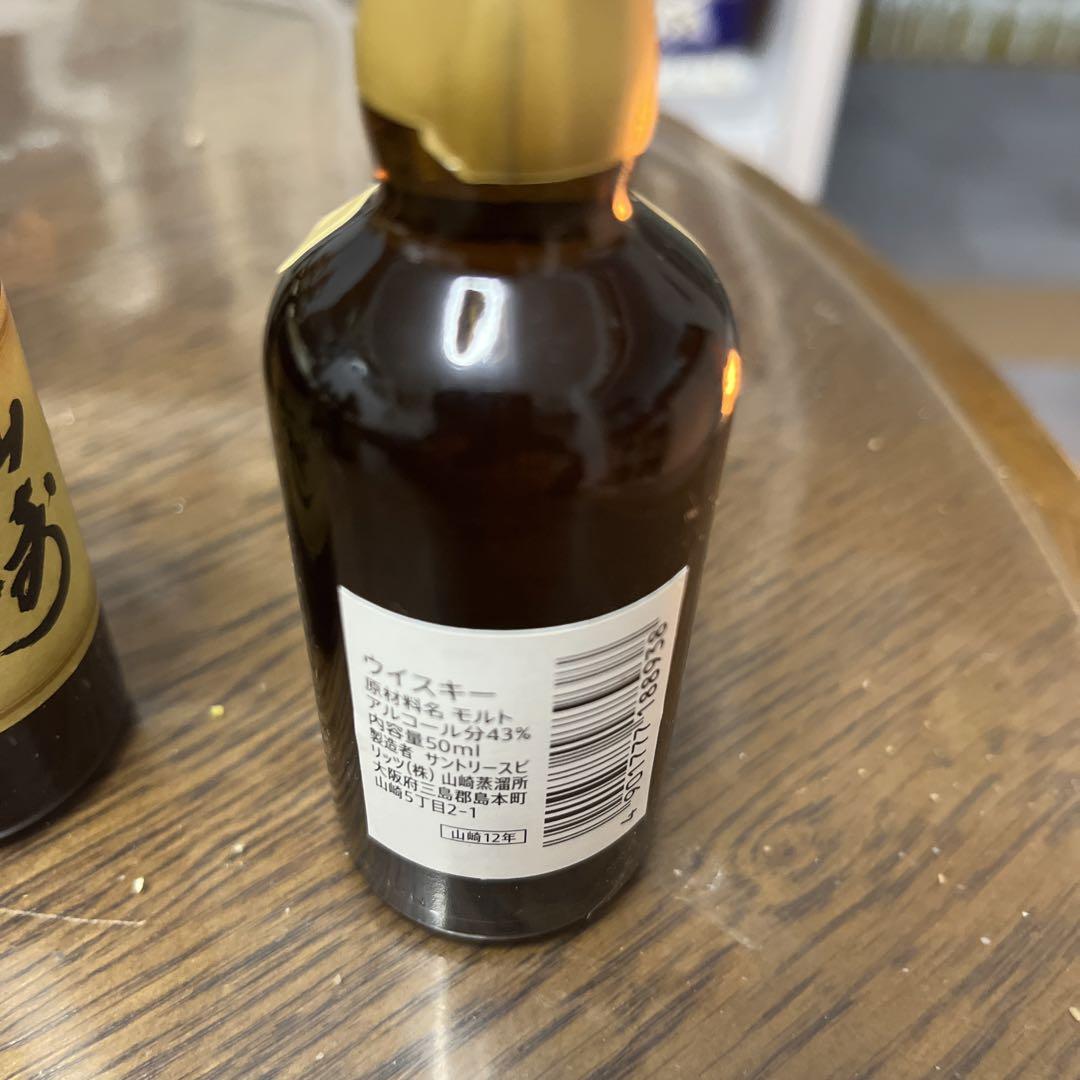 ウイスキー
原材料名 モルト
アルコール分43%
内容量50ml
製造者 サントリースピ
リッツ(株) 山崎蒸溜所
大阪府三島郡島本町
山崎5丁目2-1
山崎12年
4901777188938
山崎